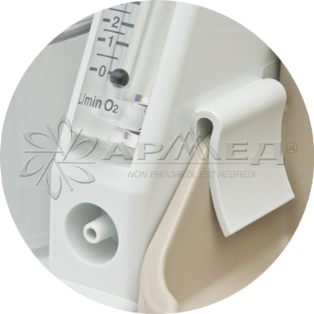 -2
-1
-0
L/min O2
АРМЕД®
NON PROGREDI EST REGREDI